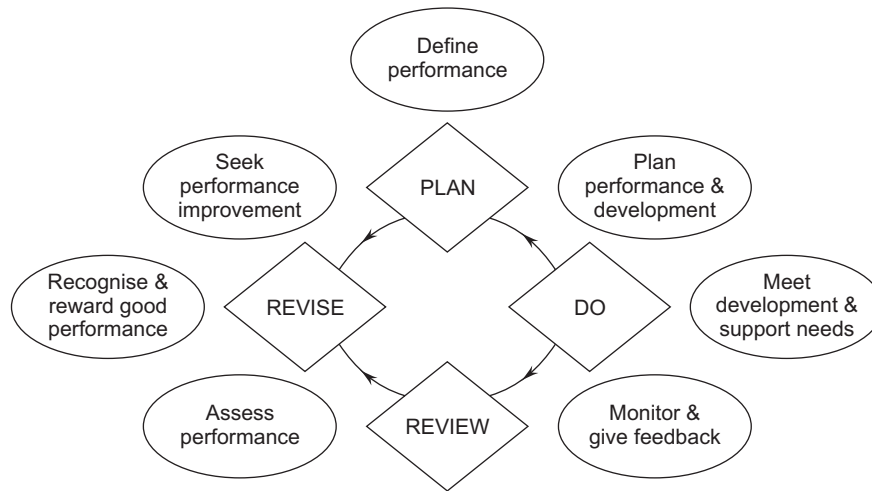 Define
performance
Seek
performance
improvement
PLAN
Plan
performance &
development
Recognise &
reward good
performance
REVISE
DO
Meet
development &
support needs
Assess
performance
REVIEW
Monitor &
give feedback